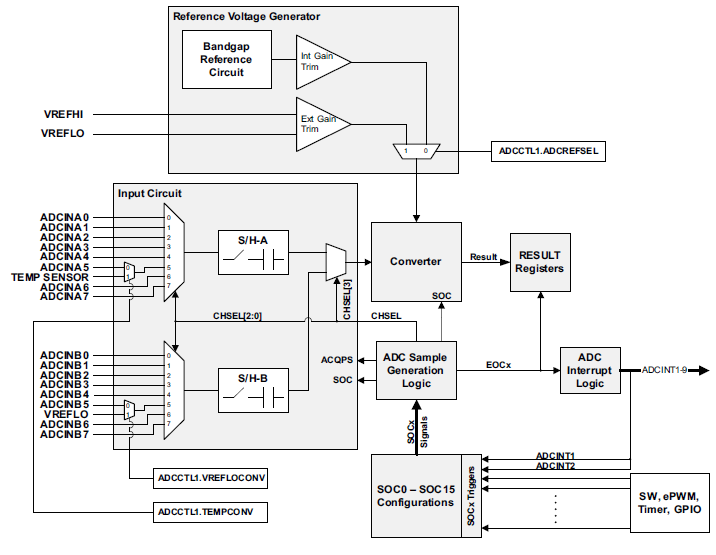 Reference Voltage Generator
Bandgap
Reference
Circuit
Int Gain
Trim
VREFHI
VREFLO
Ext Gain
Trim
1 0
ADCCTL1.ADCREFSEL
Input Circuit
ADCINA0
ADCINA1
ADCINA2
ADCINA3
ADCINA4
ADCINA5
TEMP SENSOR
ADCINA6
ADCINA7
0
1
0
1
2
3
4
5
6
7
S/H-A
Converter
SOC
Result
RESULT
Registers
CHSEL[2:0]
CHSEL[3]
CHSEL
ADCINB0
ADCINB1
ADCINB2
ADCINB3
ADCINB4
ADCINB5
VREFLO
ADCINB6
ADCINB7
0
1
0
1
2
3
4
5
6
7
S/H-B
ACQPS
SOC
ADC Sample
Generation
Logic
EOCx
ADC
Interrupt
Logic
ADCINT1-9
SOCx
Signals
ADCINT1
ADCINT2
SOC0 – SOC15
Configurations
SOCx Triggers
SW, ePWM,
Timer, GPIO
ADCCTL1.VREFLOCONV
ADCCTL1.TEMPCONV